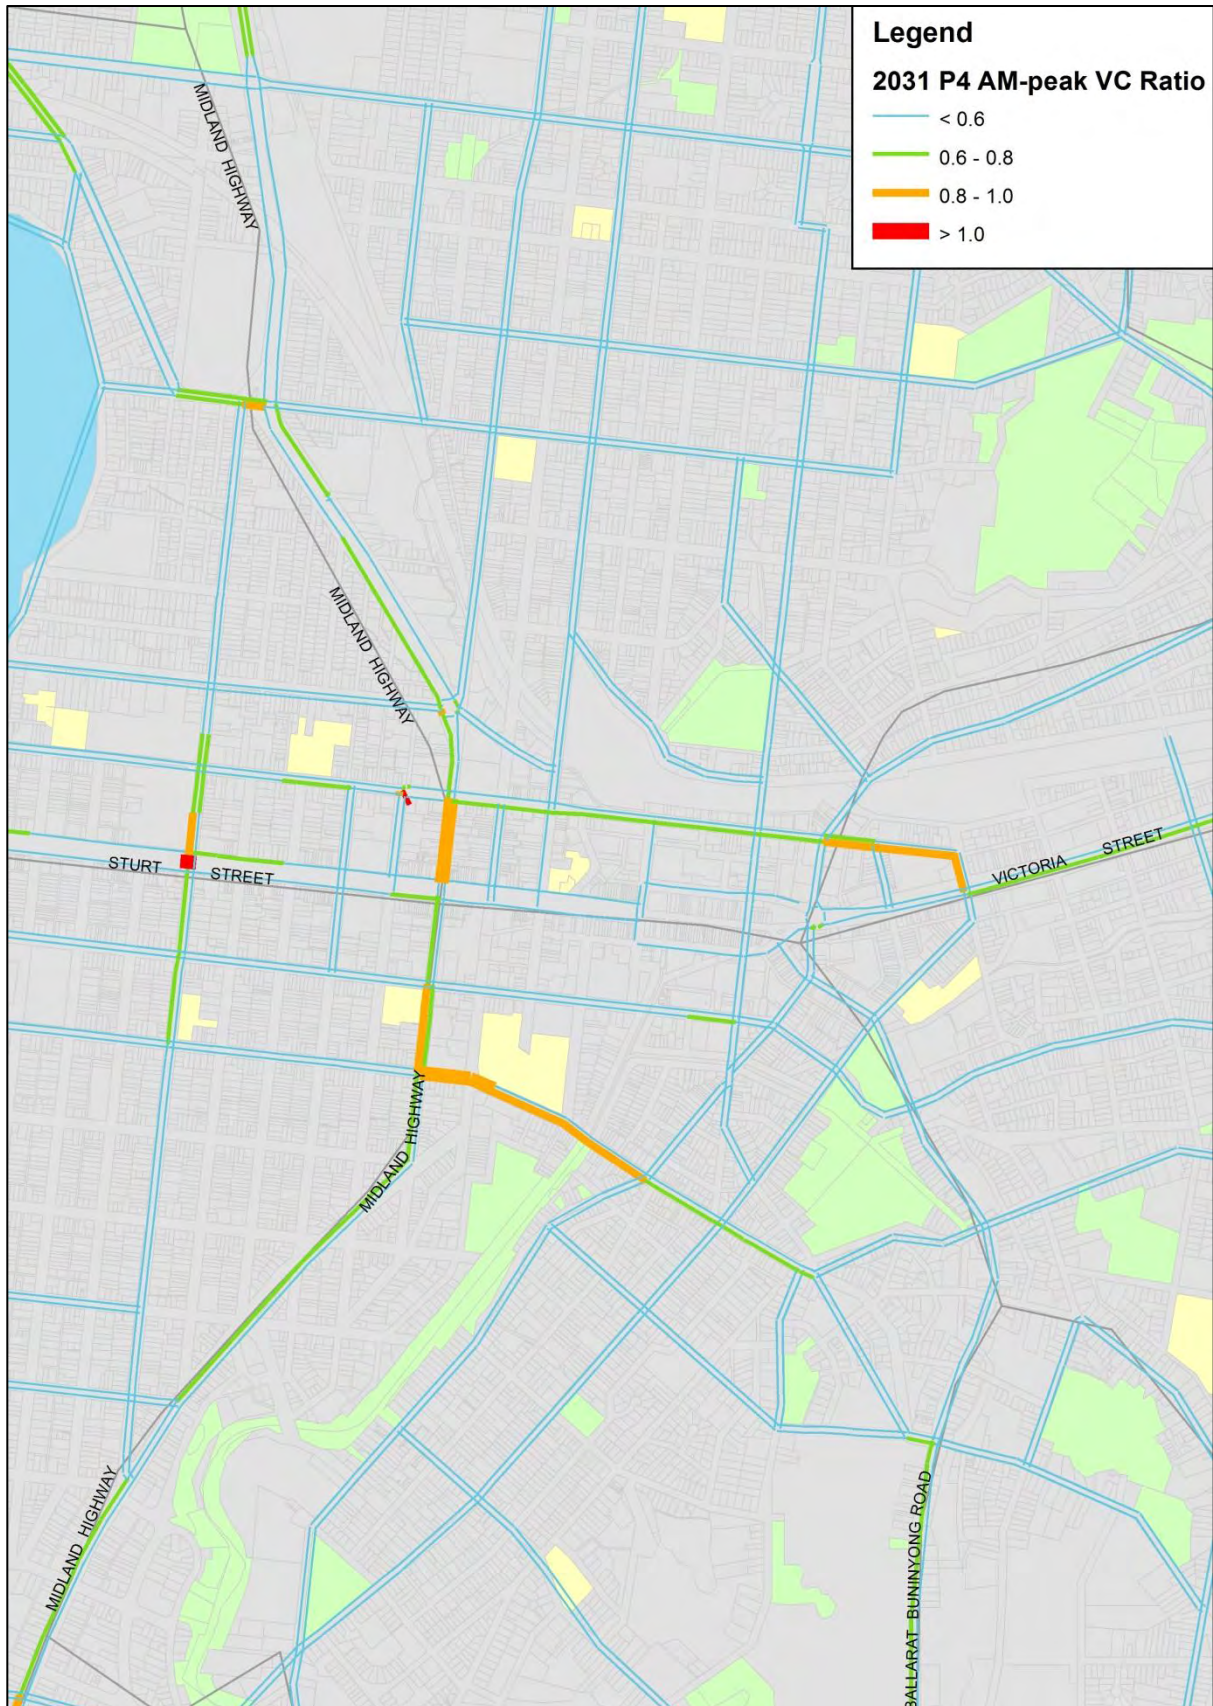 Legend
2031 P4 AM-peak VC Ratio
< 0.6
0.6 - 0.8
0.8 - 1.0
> 1.0
MIDLAND HIGHWAY
MIDLAND HIGHWAY
STURT STREET
VICTORIA STREET
MIDLAND HIGHWAY
MIDLAND HIGHWAY
BALLARAT BUNINYONG ROAD